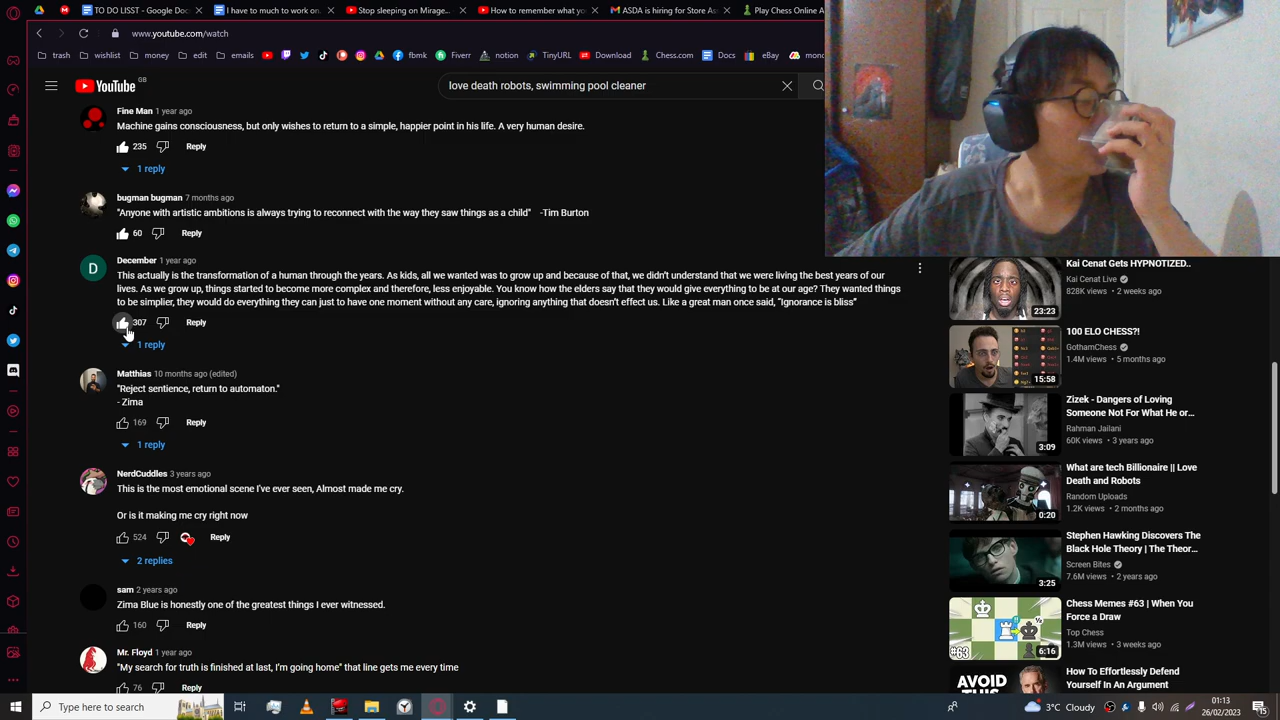 TO DO LISST - Google Doc
I have to much to work on.
Stop sleeping on Mirage
How to remember what yo
ASDA is hiring for Store As
Play Chess Online A
www.youtube.com/watch
trash
wishlist
money
edit
emails
fbmk
Fiverr
notion
TinyURL
Download
Chess.com
Docs
eBay
mon
YouTube GB
love death robots, swimming pool cleaner
Fine Man 1 year ago
Machine gains consciousness, but only wishes to return to a simple, happier point in his life. A very human desire.
235 Reply
1 reply
bugman bugman 7 months ago
"Anyone with artistic ambitions is always trying to reconnect with the way they saw things as a child" -Tim Burton
60 Reply
D
December 1 year ago
This actually is the transformation of a human through the years. As kids, all we wanted was to grow up and because of that, we didn't understand that we were living the best years of our
lives. As we grow up, things started to become more complex and therefore, less enjoyable. You know how the elders say that they would give everything to be at our age? They wanted things
to be simplier, they would do everything they can just to have one moment without any care, ignoring anything that doesn't effect us. Like a great man once said, "Ignorance is bliss"
307 Reply
1 reply
Matthias 10 months ago (edited)
"Reject sentience, return to automaton."
- Zima
169 Reply
1 reply
NerdCuddles 3 years ago
This is the most emotional scene I've ever seen, Almost made me cry.
Or is it making me cry right now
524 Reply
2 replies
sam 2 years ago
Zima Blue is honestly one of the greatest things I ever witnessed.
160 Reply
Mr. Floyd 1 year ago
"My search for truth is finished at last, I'm going home" that line gets me every time
76 Reply
Kai Cenat Gets HYPNOTIZED..
Kai Cenat Live
828K views • 2 weeks ago
23:23
100 ELO CHESS?!
GothamChess
1.4M views • 5 months ago
15:58
Zizek - Dangers of Loving
Someone Not For What He or...
Rahman Jailani
60K views • 3 years ago
3:09
What are tech Billionaire || Love
Death and Robots
Random Uploads
1.2K views • 2 months ago
0:20
Stephen Hawking Discovers The
Black Hole Theory | The Theor...
Screen Bites
7.6M views • 2 years ago
3:25
Chess Memes #63 | When You
Force a Draw
Top Chess
1.3M views • 3 weeks ago
#63
6:16
How To Effortlessly Defend
Yourself In An Argument
AVOID
THIS
Type here to search
3°C Cloudy
01:13
26/02/2023
15